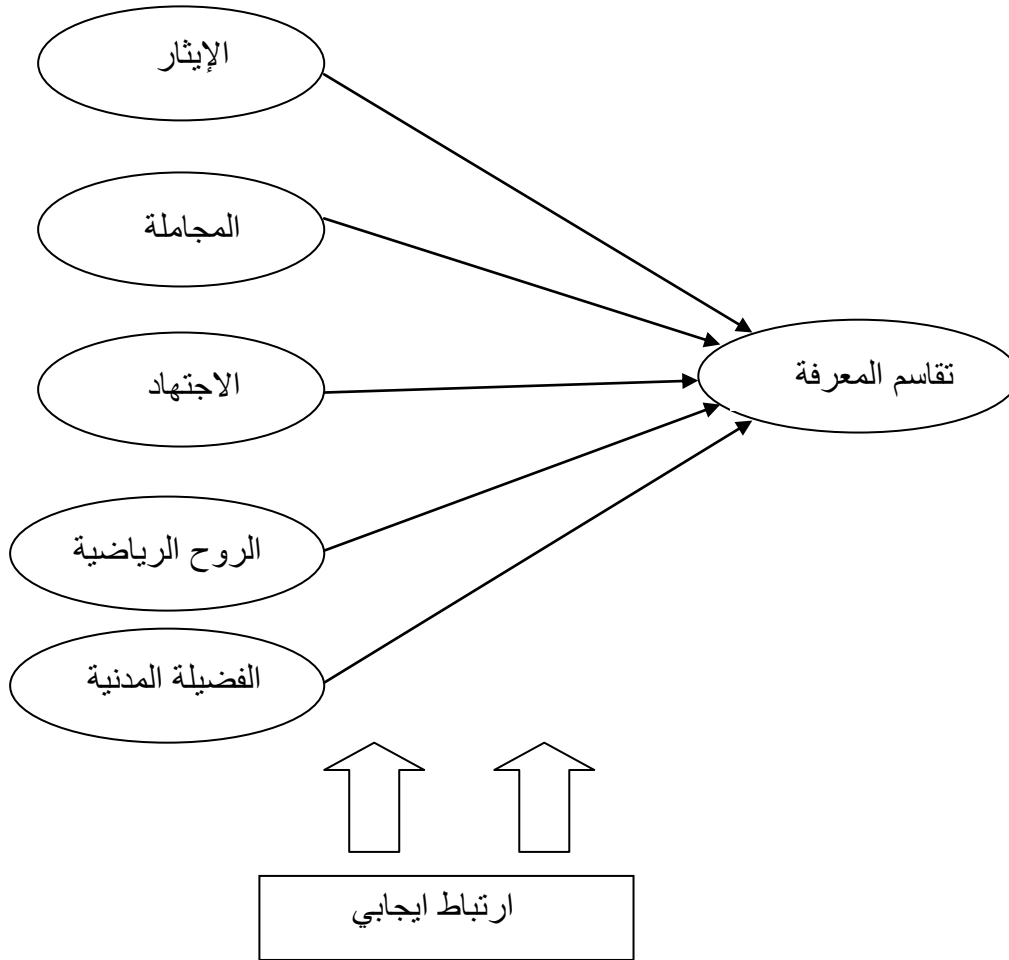 الإيثار
المجاملة
الاجتهاد
تقاسم المعرفة
الروح الرياضية
الفضيلة المدنية
ارتباط ايجابي